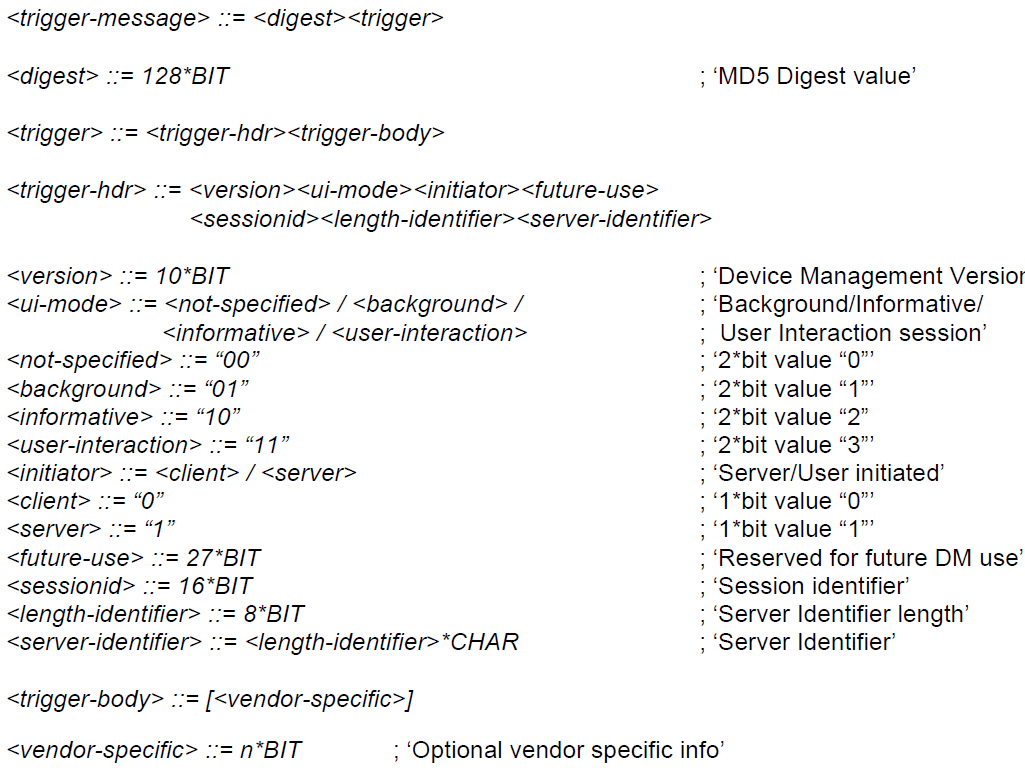 <trigger-message> ::= <digest><trigger>
<digest> ::= 128*BIT ; ‘MD5 Digest value’
<trigger> ::= <trigger-hdr><trigger-body>
<trigger-hdr> ::= <version><ui-mode><initiator><future-use>
<sessionid><length-identifier><server-identifier>
<version> ::= 10*BIT ; ‘Device Management Version
<ui-mode> ::= <not-specified> / <background> / ; ‘Background/Informative/
<informative> / <user-interaction> ; User Interaction session’
<not-specified> ::= “00” ; ‘2*bit value “0”’
<background> ::= “01” ; ‘2*bit value “1”’
<informative> ::= “10” ; ‘2*bit value “2”
<user-interaction> ::= “11” ; ‘2*bit value “3”’
<initiator> ::= <client> / <server> ; ‘Server/User initiated’
<client> ::= “0” ; ‘1*bit value “0”’
<server> ::= “1” ; ‘1*bit value “1”’
<future-use> ::= 27*BIT ; ‘Reserved for future DM use’
<sessionid> ::= 16*BIT ; ‘Session identifier’
<length-identifier> ::= 8*BIT ; ‘Server Identifier length’
<server-identifier> ::= <length-identifier>*CHAR ; ‘Server Identifier’
<trigger-body> ::= [<vendor-specific>]
<vendor-specific> ::= n*BIT ; ‘Optional vendor specific info’